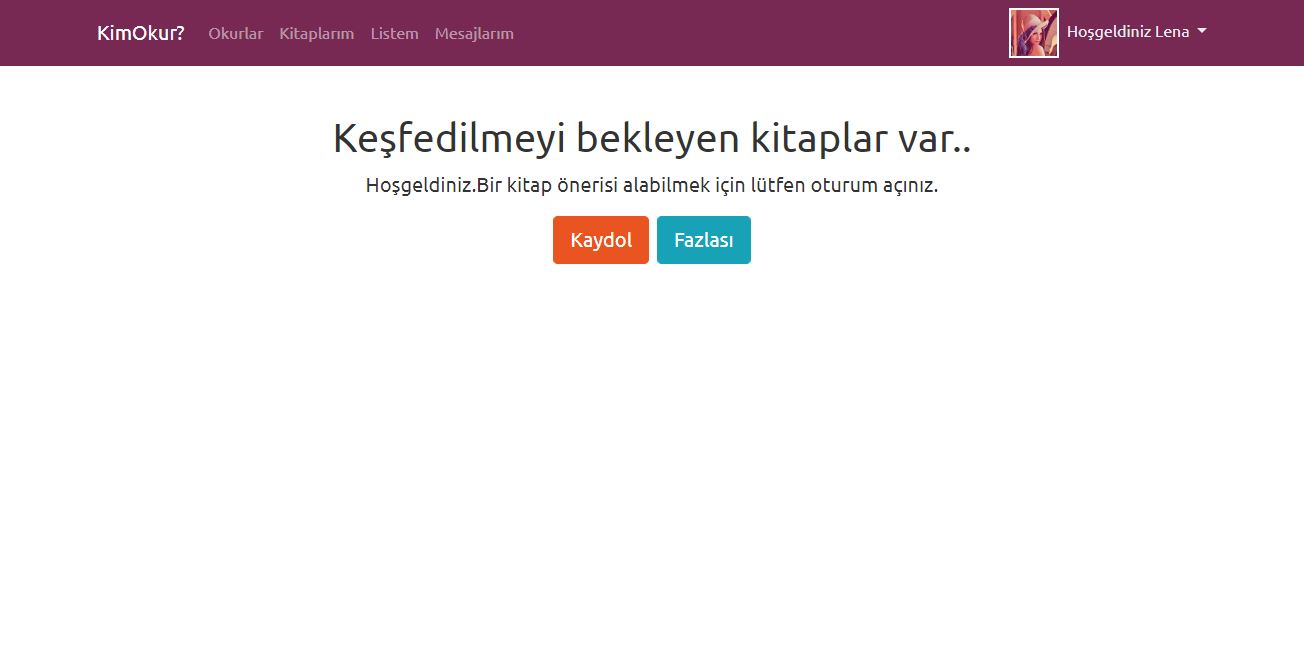 KimOkur? Okurlar Kitaplarım Listem Mesajlarım Hoşgeldiniz Lena
Keşfedilmeyi bekleyen kitaplar var..
Hoşgeldiniz.Bir kitap önerisi alabilmek için lütfen oturum açınız.
Kaydol Fazlası